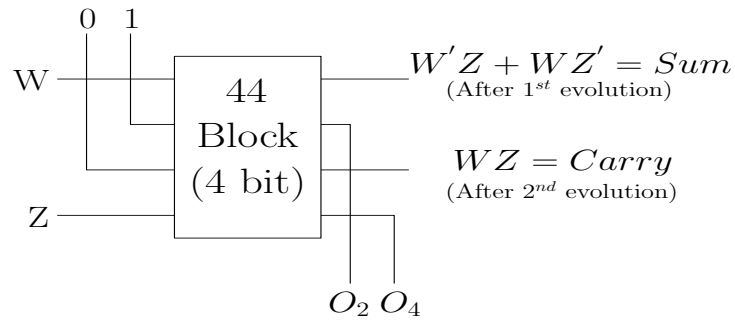 0 1
W
44
Block
(4 bit)
Z
W'Z + WZ' = Sum
(After 1st evolution)
WZ = Carry
(After 2nd evolution)
O2 O4